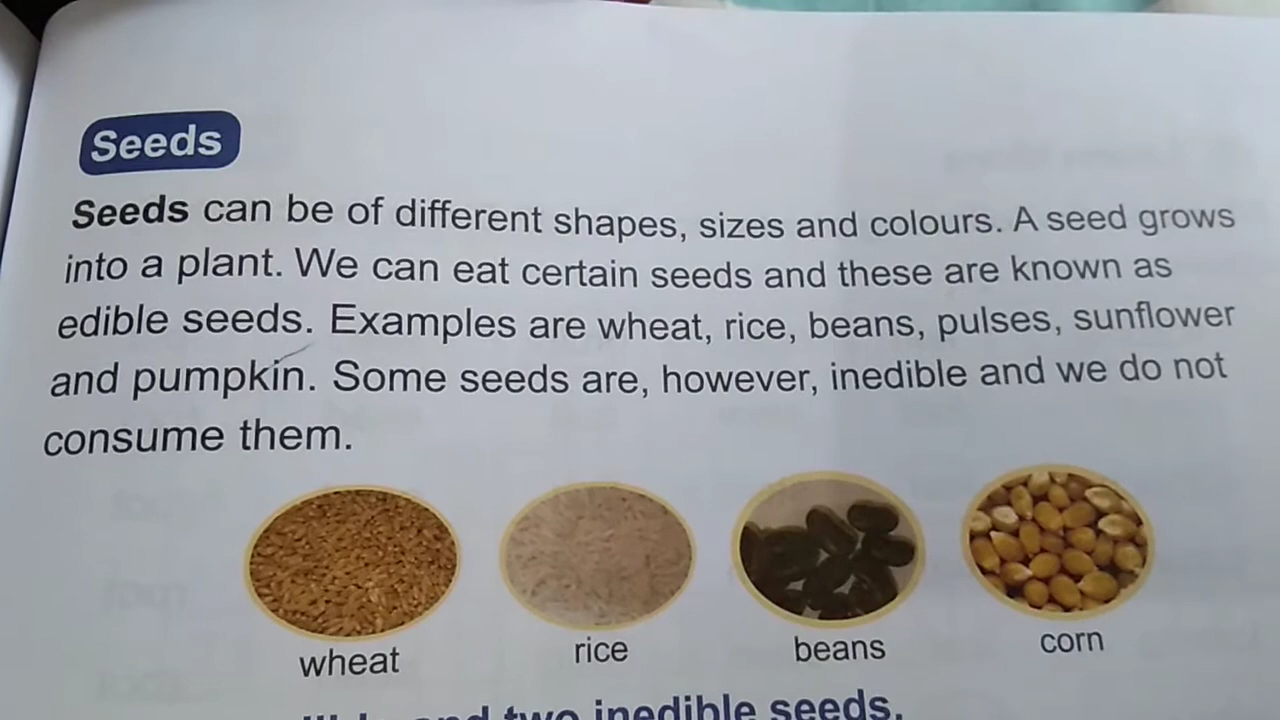 Seeds
Seeds can be of different shapes, sizes and colours. A seed grows
into a plant. We can eat certain seeds and these are known as
edible seeds. Examples are wheat, rice, beans, pulses, sunflower
and pumpkin. Some seeds are, however, inedible and we do not
consume them.
wheat rice beans corn
and two inedible seeds.